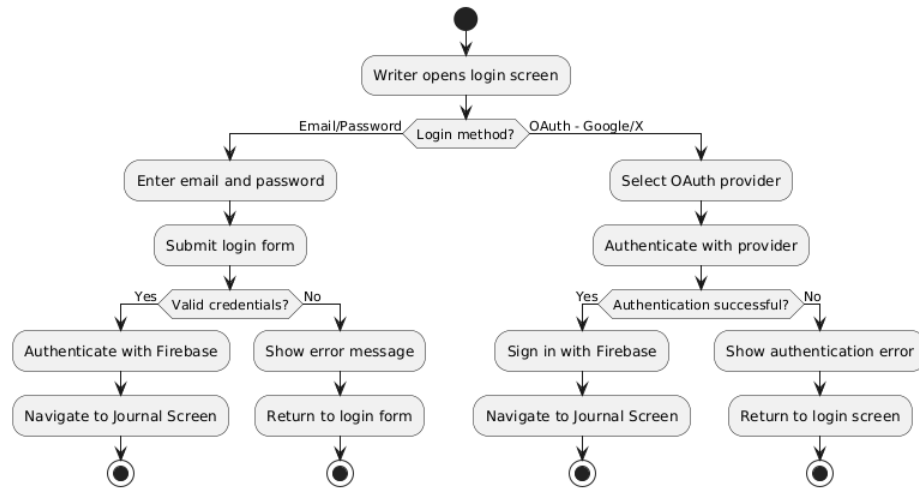 Writer opens login screen
Email/Password
Login method?
OAuth - Google/X
Enter email and password
Select OAuth provider
Submit login form
Authenticate with provider
Yes
Valid credentials?
No
Yes
Authentication successful?
No
Authenticate with Firebase
Show error message
Sign in with Firebase
Show authentication error
Navigate to Journal Screen
Return to login form
Navigate to Journal Screen
Return to login screen